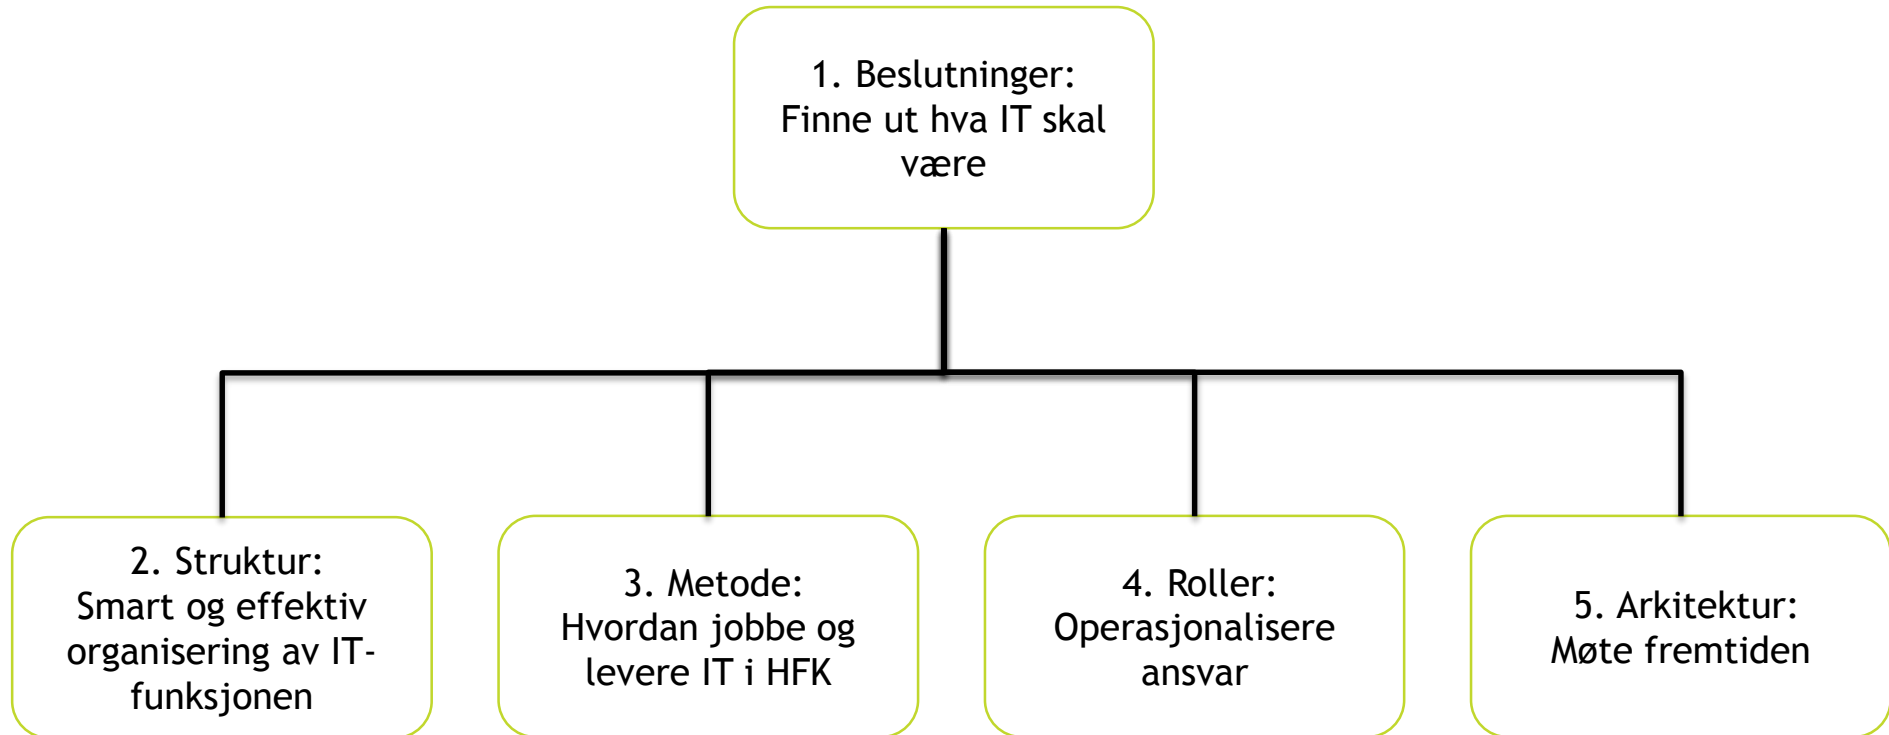 1. Beslutninger:
Finne ut hva IT skal
være
2. Struktur:
Smart og effektiv
organisering av IT-
funksjonen
3. Metode:
Hvordan jobbe og
levere IT i HFK
4. Roller:
Operasjonalisere
ansvar
5. Arkitektur:
Møte fremtiden